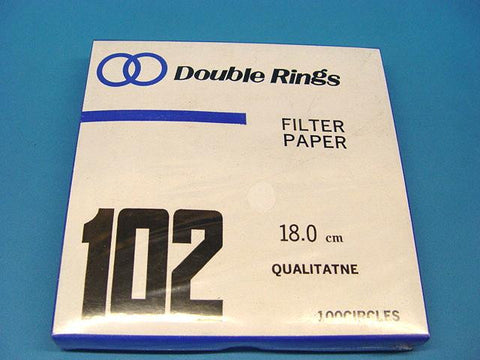 Double Rings
FILTER
PAPER
102
18.0 cm
QUALITATNE
100CIRCLES